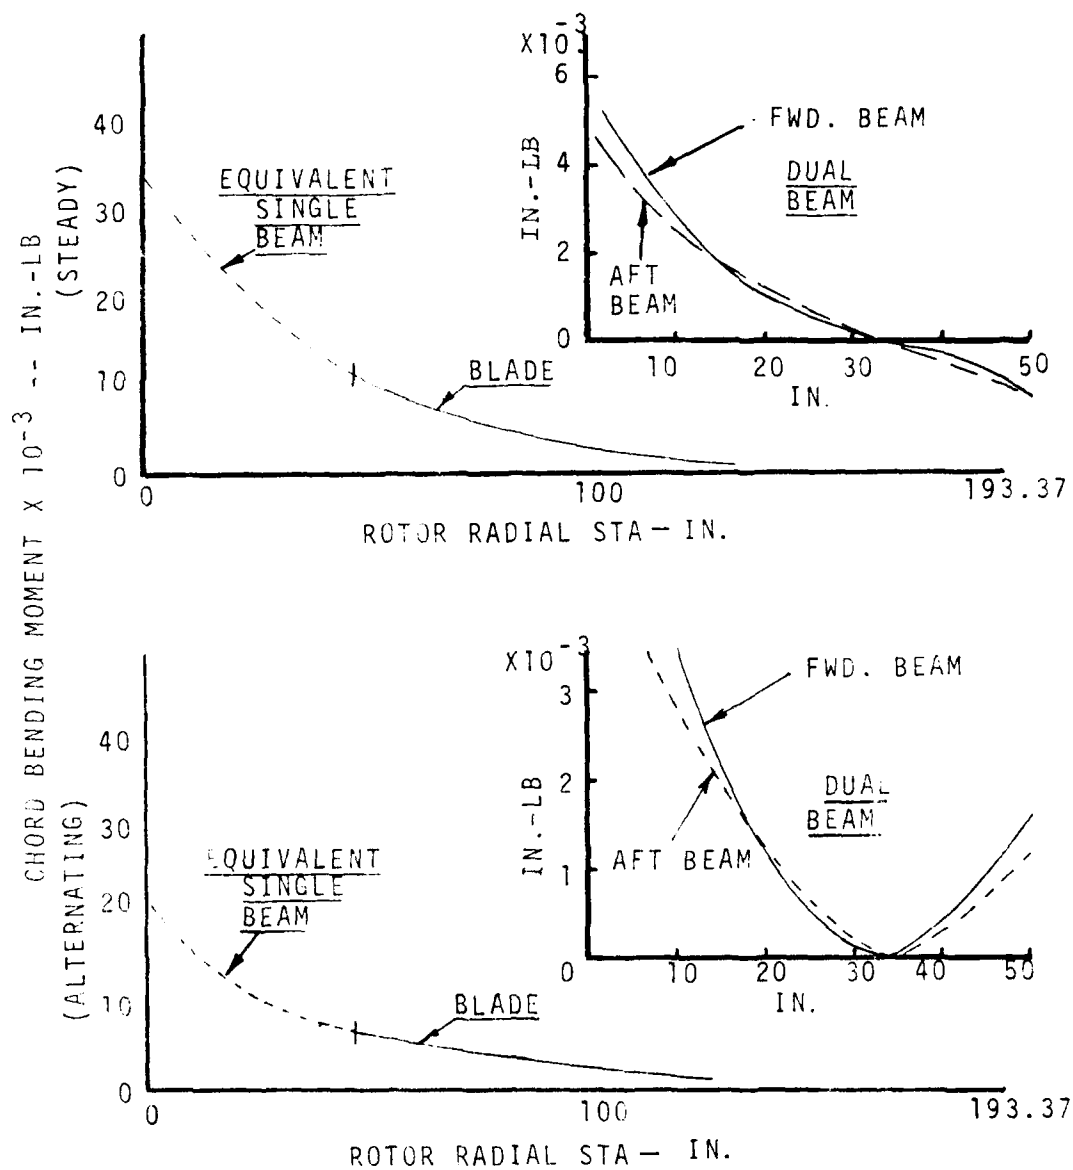 CHORD BENDING MOMENT X 10-3 -- IN.-LB
(STEADY)
40
30
20
10
0
EQUIVALENT
SINGLE
BEAM
BLADE
0
100
193.37
ROTOR RADIAL STA — IN.
X10-3
6
4
2
0
IN.-LB
FWD. BEAM
DUAL
BEAM
AFT
BEAM
10
20
30
50
IN.
(ALTERNATING)
40
30
20
10
0
EQUIVALENT
SINGLE
BEAM
BLADE
0
100
193.37
ROTOR RADIAL STA — IN.
X10-3
3
2
1
0
IN.-LB
FWD. BEAM
DUAL
BEAM
AFT BEAM
10
20
30
40
50
IN.